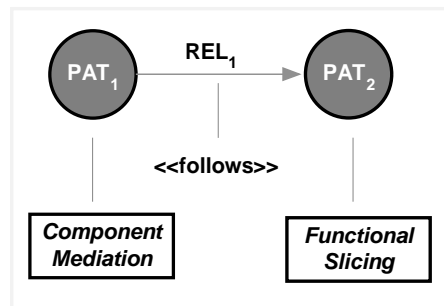 REL1
PAT1
PAT2
<<follows>>
Component
Mediation
Functional
Slicing